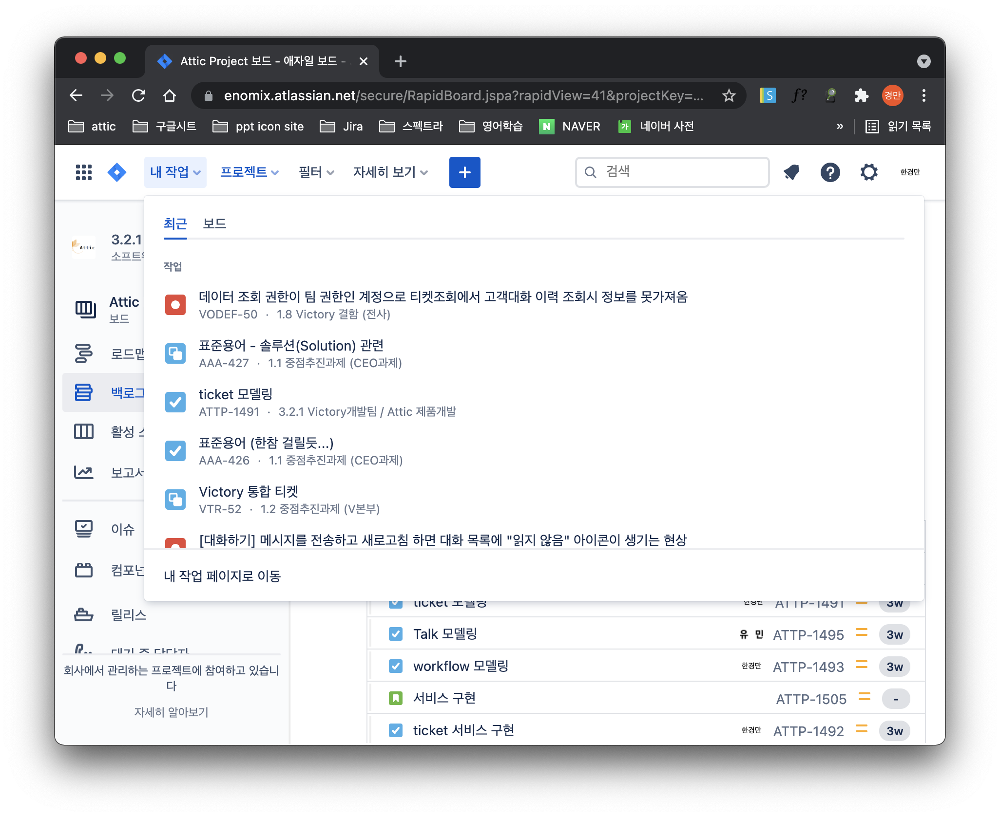 Attic Project 보드 - 애자일 보드 -
enomix.atlassian.net/secure/RapidBoard.jspa?rapidView=41&projectKey=...
S
f?
경만
attic
구글시트
ppt icon site
Jira
스펙트라
영어학습
N NAVER
가 네이버 사전
»
읽기 목록
내 작업
프로젝트
필터
자세히 보기
+
검색
한경만
최근
보드
Attic
3.2.1
소프트
작업
데이터 조회 권한이 팀 권한인 계정으로 티켓조회에서 고객대화 이력 조회시 정보를 못가져옴
VODEF-50 · 1.8 Victory 결함 (전사)
Attic
보드
표준용어 - 솔루션(Solution) 관련
AAA-427 · 1.1 중점추진과제 (CEO과제)
로드맵
ticket 모델링
ATTP-1491 · 3.2.1 Victory개발팀 / Attic 제품개발
백로그
표준용어 (한참 걸릴듯...)
AAA-426 · 1.1 중점추진과제 (CEO과제)
활성 스
보고서
Victory 통합 티켓
VTR-52 · 1.2 중점추진과제 (V본부)
이슈
[대화하기] 메시지를 전송하고 새로고침 하면 대화 목록에 "읽지 않음" 아이콘이 생기는 현상
컴포넌
내 작업 페이지로 이동
릴리스
ticket 모델링 한경만 ATTP-1491 3w
Talk 모델링 유 민 ATTP-1495 3w
대기 중 담당자
workflow 모델링 한경만 ATTP-1493 3w
회사에서 관리하는 프로젝트에 참여하고 있습니
다
서비스 구현 ATTP-1505 -
자세히 알아보기
ticket 서비스 구현 한경만 ATTP-1492 3w